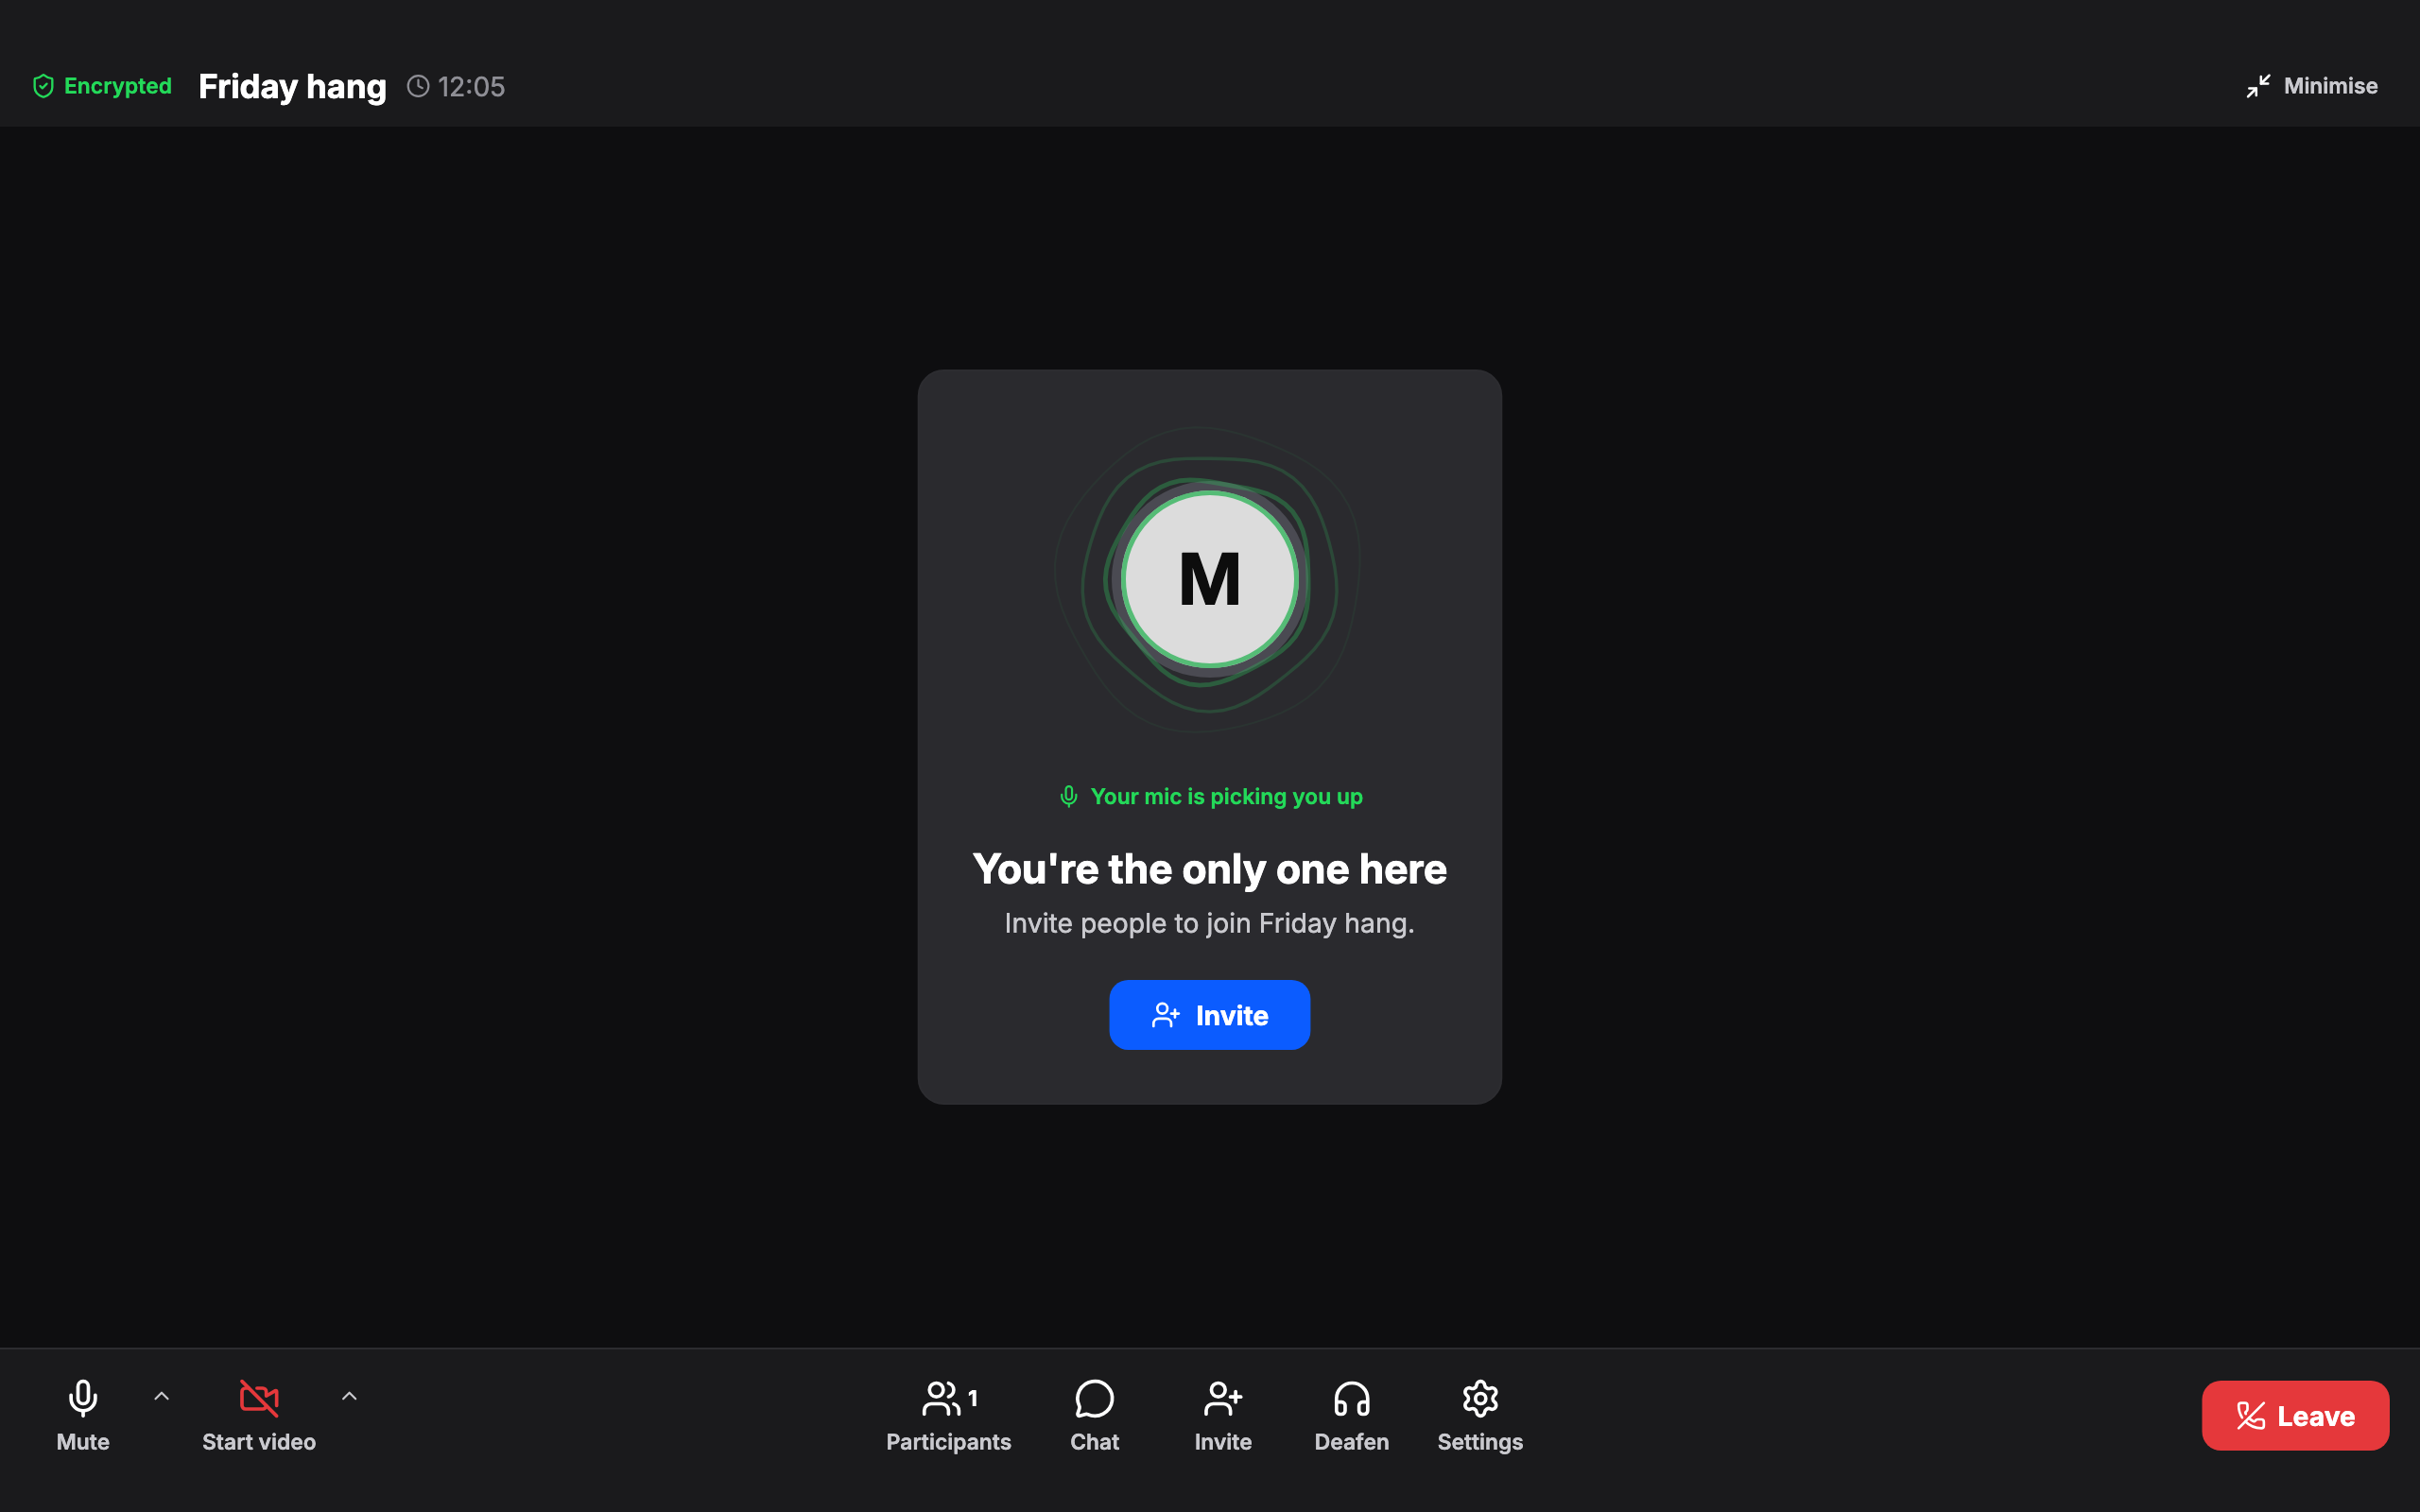 Encrypted Friday hang 12:05 Minimise
M
Your mic is picking you up
You're the only one here
Invite people to join Friday hang.
Invite
1
Mute Start video Participants Chat Invite Deafen Settings Leave